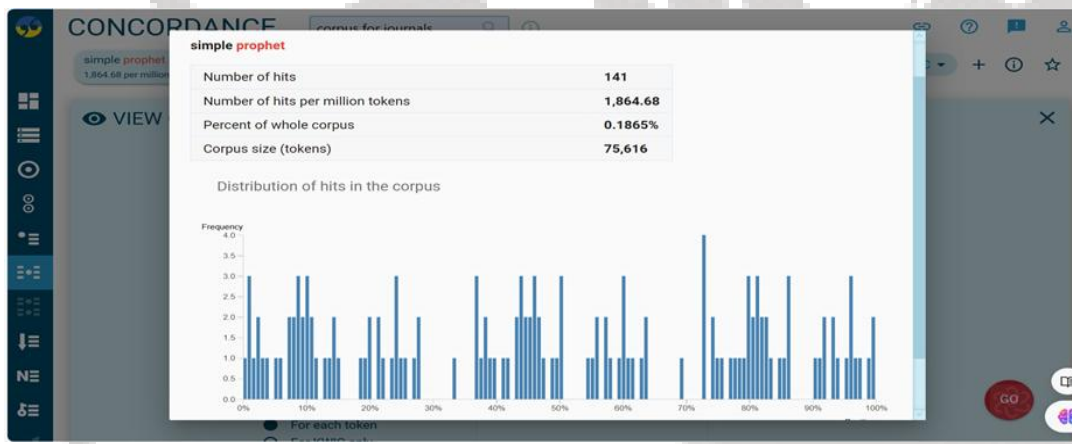 CONCORDANCE
corpus for journals
simple prophet
1,864.68 per million
VIEW
simple prophet
Number of hits 141
Number of hits per million tokens 1,864.68
Percent of whole corpus 0.1865%
Corpus size (tokens) 75,616
Distribution of hits in the corpus
Frequency
4.0
3.5
3.0
2.5
2.0
1.5
1.0
0.5
0.0
0% 10% 20% 30% 40% 50% 60% 70% 80% 90% 100%
GO
For each token